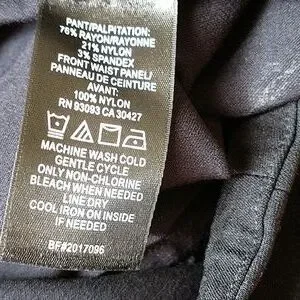 PANT/PALPITATION:
76% RAYON/RAYONNE
21% NYLON
3% SPANDEX
FRONT WAIST PANEL/
PANNEAU DE CEINTURE
AVANT:
100% NYLON
RN 93093 CA 30427
MACHINE WASH COLD
GENTLE CYCLE
ONLY NON-CHLORINE
BLEACH WHEN NEEDED
LINE DRY
COOL IRON ON INSIDE
IF NEEDED
BF#2017096